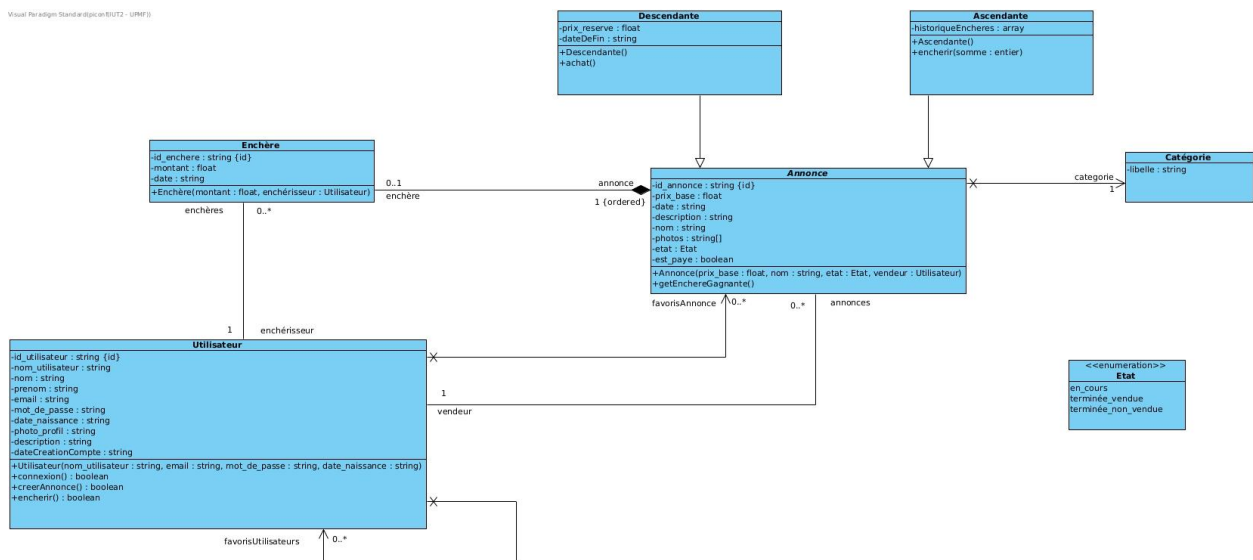 Visual Paradigm Standard(piconf(IUT2 - UPMF))
Descendante
-prix_reserve : float
-dateDeFin : string
+Descendante()
+achat()
Ascendante
-historiqueEncheres : array
+Ascendante()
+encherir(somme : entier)
Enchère
-id_enchere : string {id}
-montant : float
-date : string
+Enchère(montant : float, enchérisseur : Utilisateur)
0..1
enchère
annonce
1 {ordered}
Annonce
-id_annonce : string {id}
-prix_base : float
-date : string
-description : string
-nom : string
-photos : string[]
-etat : Etat
-est_paye : boolean
+Annonce(prix_base : float, nom : string, etat : Etat, vendeur : Utilisateur)
+getEnchereGagnante()
categorie
1
Catégorie
-libelle : string
enchères
0..*
1
enchérisseur
favorisAnnonce
0..*
0..*
annonces
Utilisateur
-id_utilisateur : string {id}
-nom_utilisateur : string
-nom : string
-prenom : string
-email : string
-mot_de_passe : string
-date_naissance : string
-photo_profil : string
-description : string
-dateCreationCompte : string
+Utilisateur(nom_utilisateur : string, email : string, mot_de_passe : string, date_naissance : string)
+connexion() : boolean
+creerAnnonce() : boolean
+encherir() : boolean
1
vendeur
<<enumeration>>
Etat
en_cours
terminée_vendue
terminée_non_vendue
favorisUtilisateurs
0..*